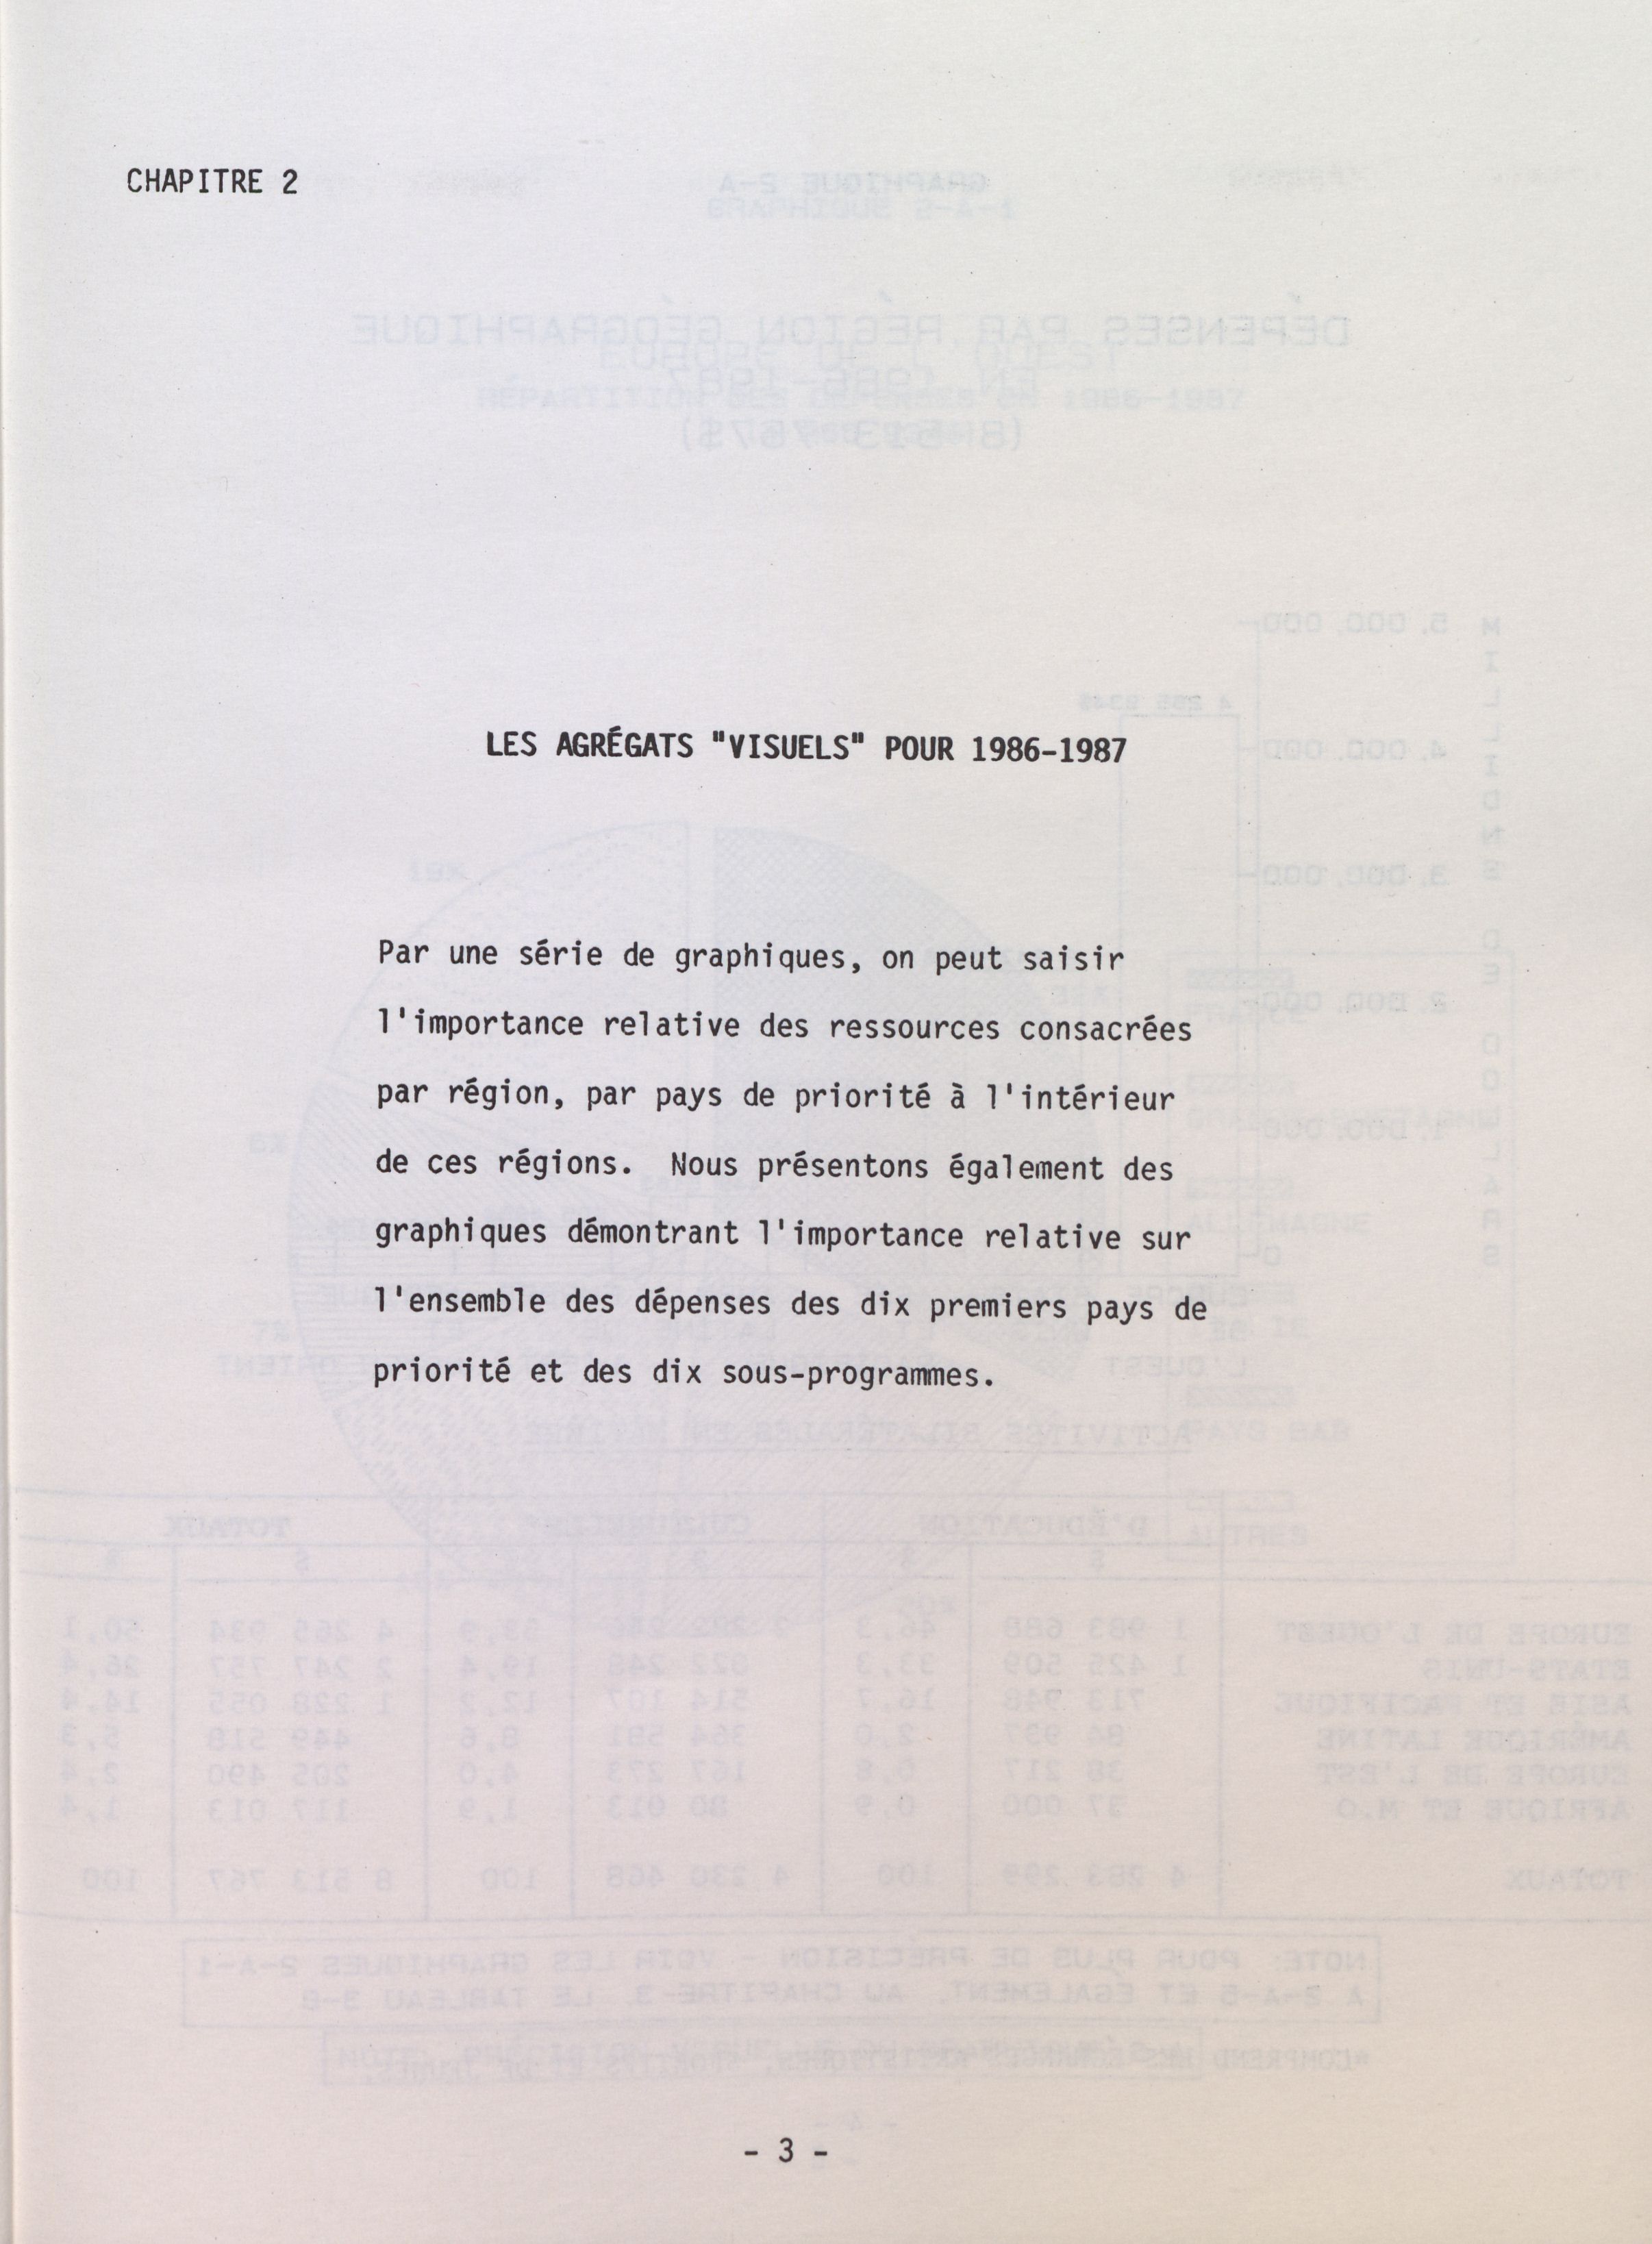 CHAPITRE 2
LES AGRÉGATS "VISUELS" POUR 1986-1987
Par une série de graphiques, on peut saisir
l'importance relative des ressources consacrées
par région, par pays de priorité à l'intérieur
de ces régions.  Nous présentons également des
graphiques démontrant l'importance relative sur
l'ensemble des dépenses des dix premiers pays de
priorité et des dix sous-programmes.
- 3 -